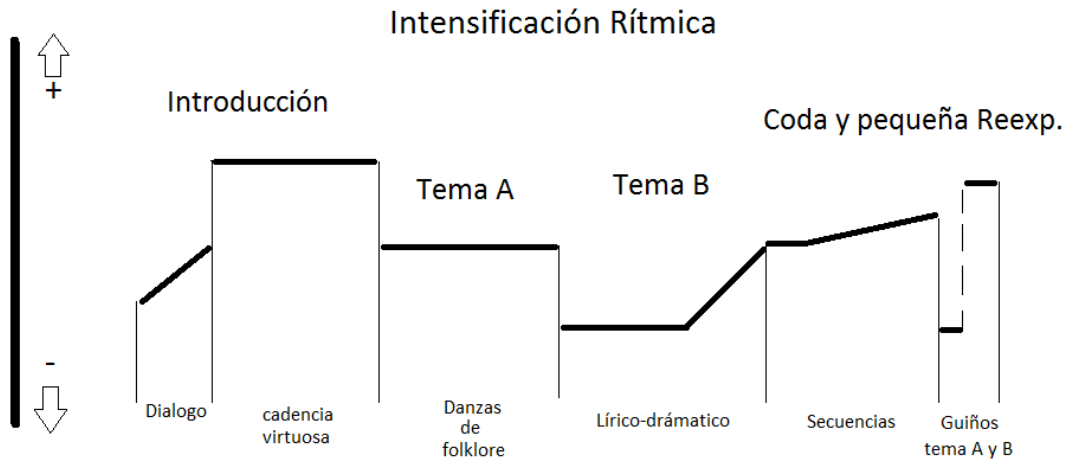 Intensificación Rítmica
+
Introducción
Coda y pequeña Reexp.
Tema A
Tema B
-
Dialogo
cadencia
virtuosa
Danzas
de
folklore
Lírico-drámatico
Secuencias
Guiños
tema A y B